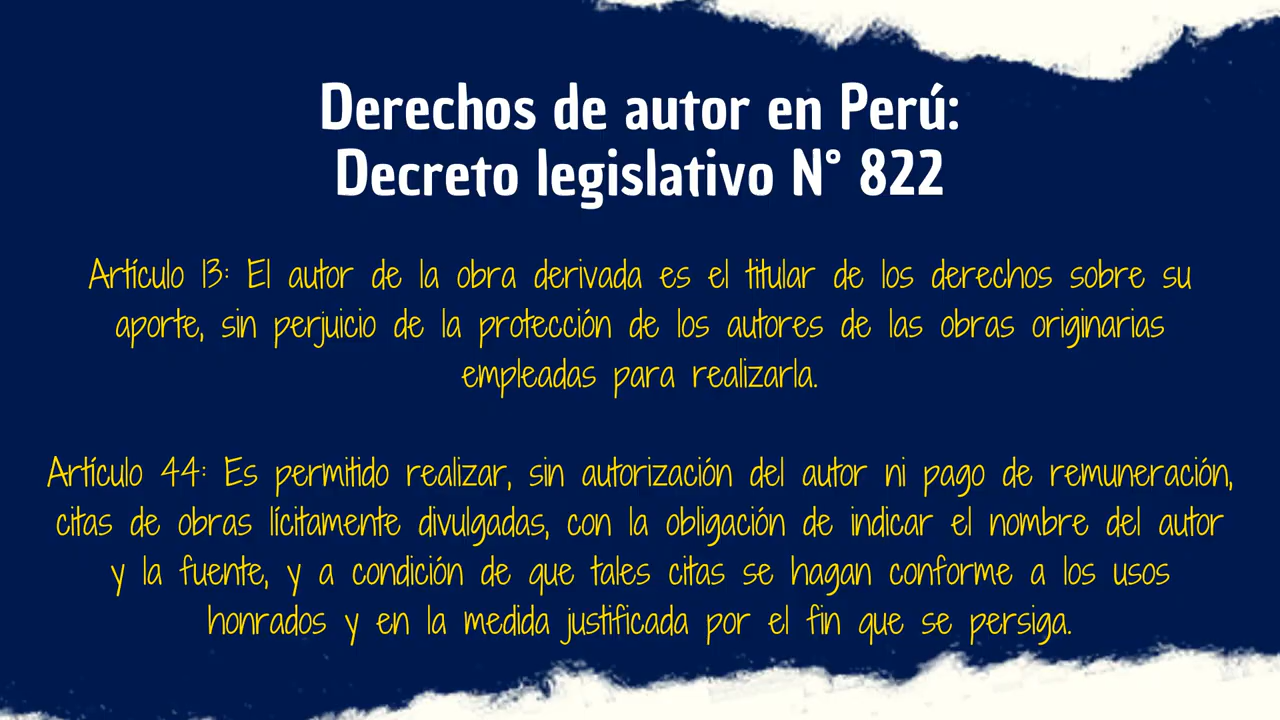 Derechos de autor en Perú:
Decreto legislativo N° 822
Artículo 13: El autor de la obra derivada es el titular de los derechos sobre su
aporte, sin perjuicio de la protección de los autores de las obras originarias
empleadas para realizarla.
Artículo 44: Es permitido realizar, sin autorización del autor ni pago de remuneración,
citas de obras lícitamente divulgadas, con la obligación de indicar el nombre del autor
y la fuente, y a condición de que tales citas se hagan conforme a los usos
honrados y en la medida justificada por el fin que se persiga.